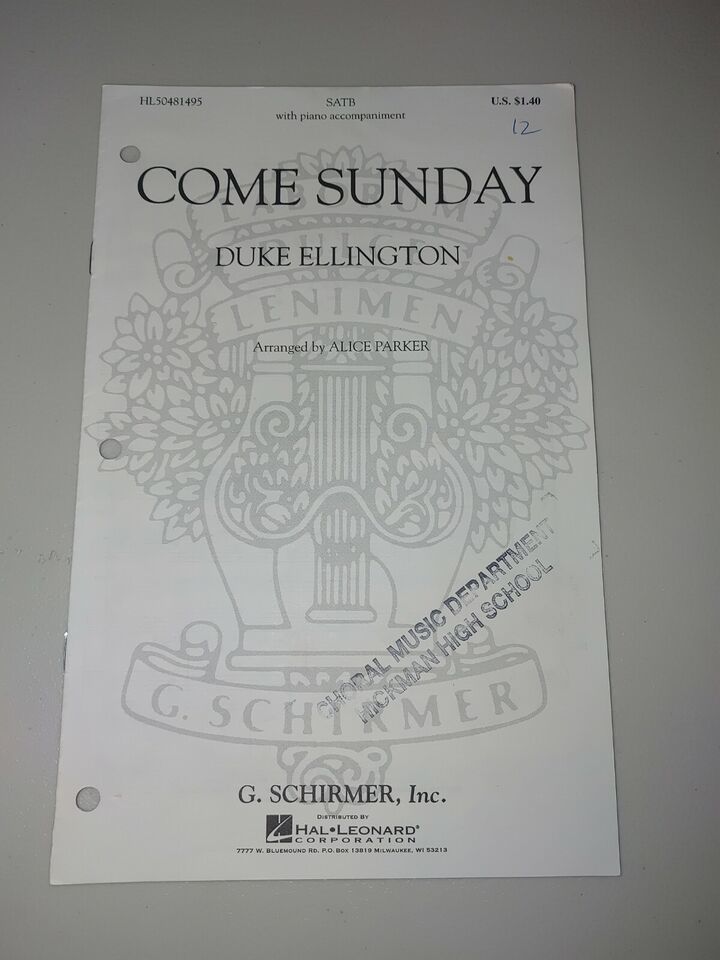 HL50481495 SATB U.S. $1.40
with piano accompaniment
12
COME SUNDAY
DUKE ELLINGTON
DULCE
LENIMEN
Arranged by ALICE PARKER
CHORAL MUSIC DEPARTMENT
HICKMAN HIGH SCHOOL
G. SCHIRMER
G. SCHIRMER, Inc.
DISTRIBUTED BY
HAL•LEONARD®
CORPORATION
7777 W. BLUEMOUND RD. P.O. BOX 13819 MILWAUKEE, WI 53213